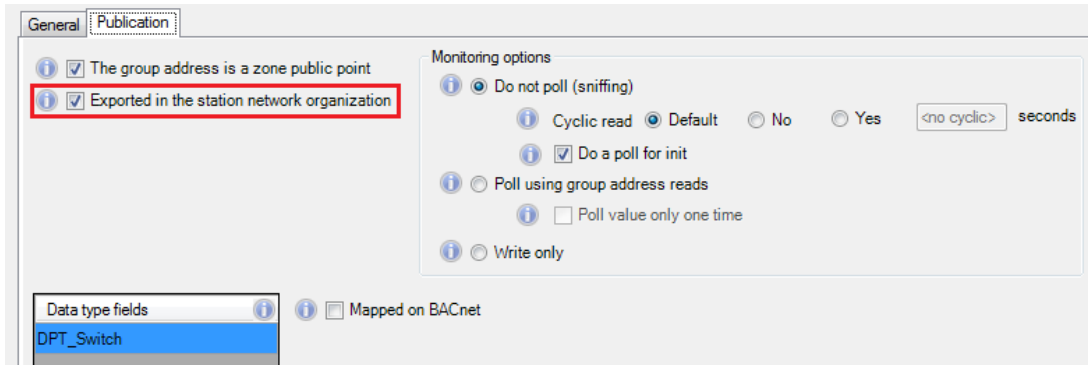 General Publication
The group address is a zone public point
Exported in the station network organization
Monitoring options
Do not poll (sniffing)
Cyclic read Default No Yes <no cyclic> seconds
Do a poll for init
Poll using group address reads
Poll value only one time
Write only
Data type fields
Mapped on BACnet
DPT_Switch